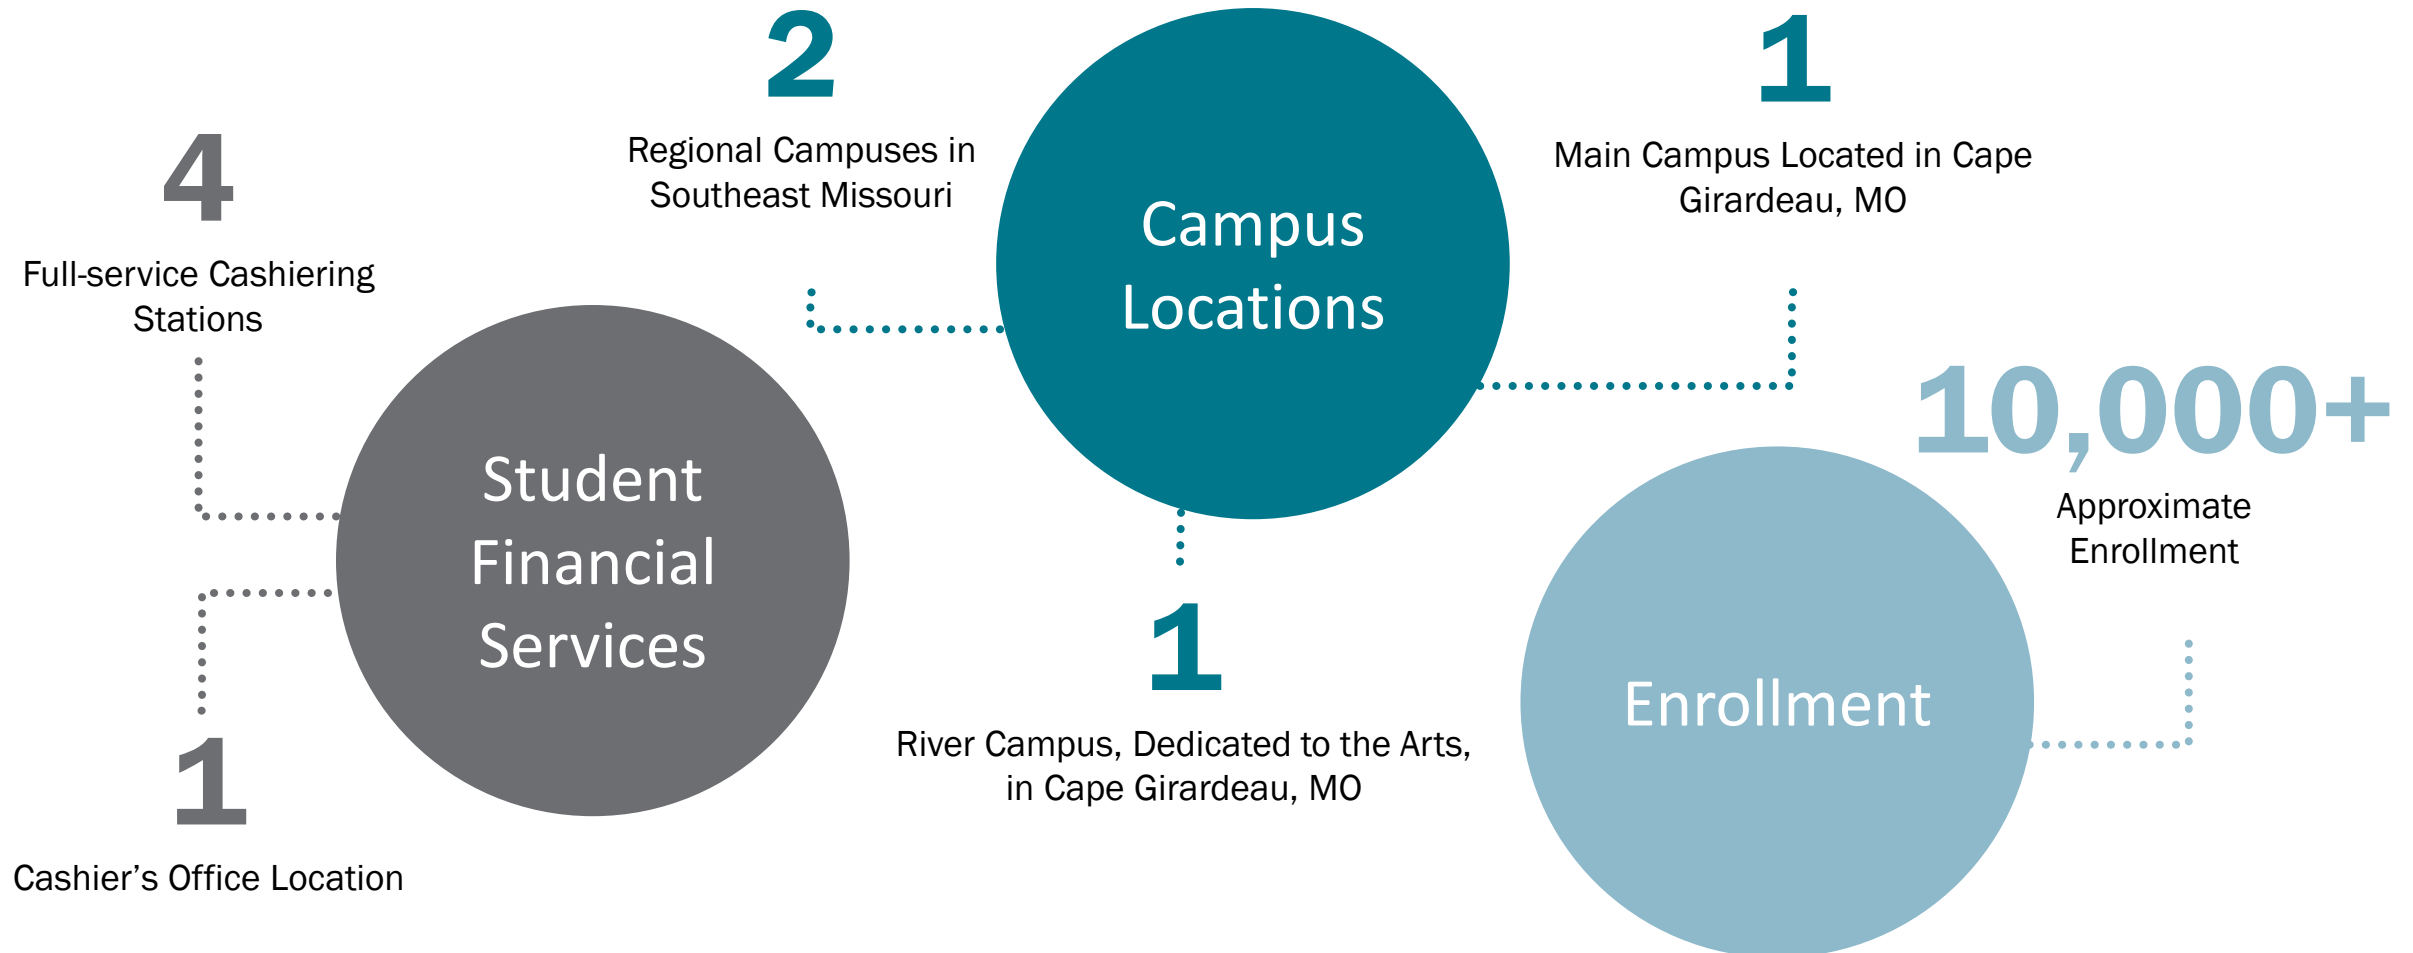 4
Full-service Cashiering
Stations
Student
Financial
Services
1
Cashier’s Office Location
2
Regional Campuses in
Southeast Missouri
Campus
Locations
1
Main Campus Located in Cape
Girardeau, MO
1
River Campus, Dedicated to the Arts,
in Cape Girardeau, MO
10,000+
Approximate
Enrollment
Enrollment